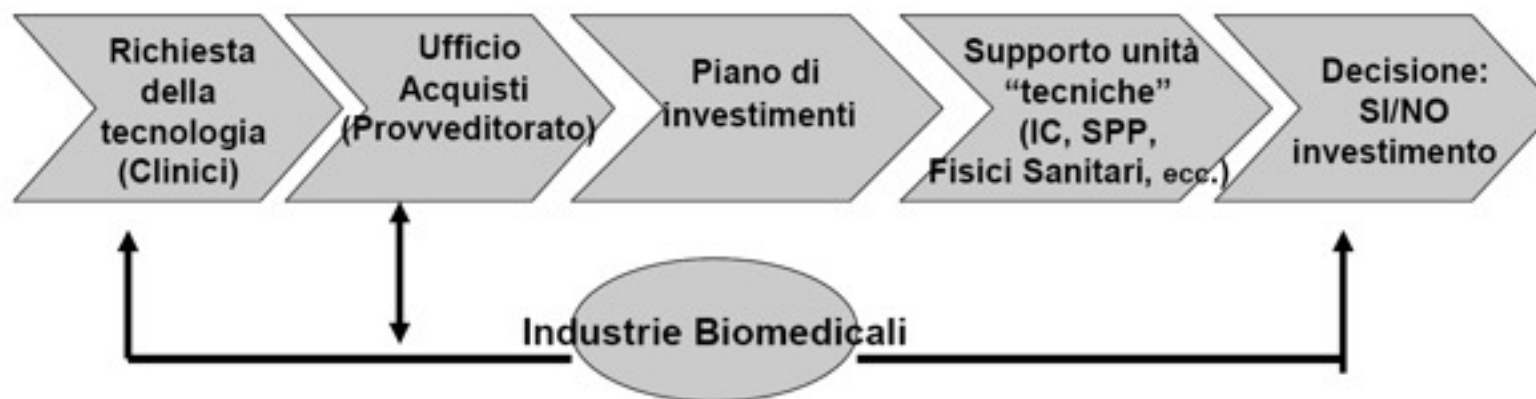 Richiesta
della
tecnologia
(Clinici)
Ufficio
Acquisti
(Provveditorato)
Piano di
investimenti
Supporto unità
“tecniche”
(IC, SPP,
Fisici Sanitari, ecc.)
Decisione:
SI/NO
investimento
Industrie Biomedicali